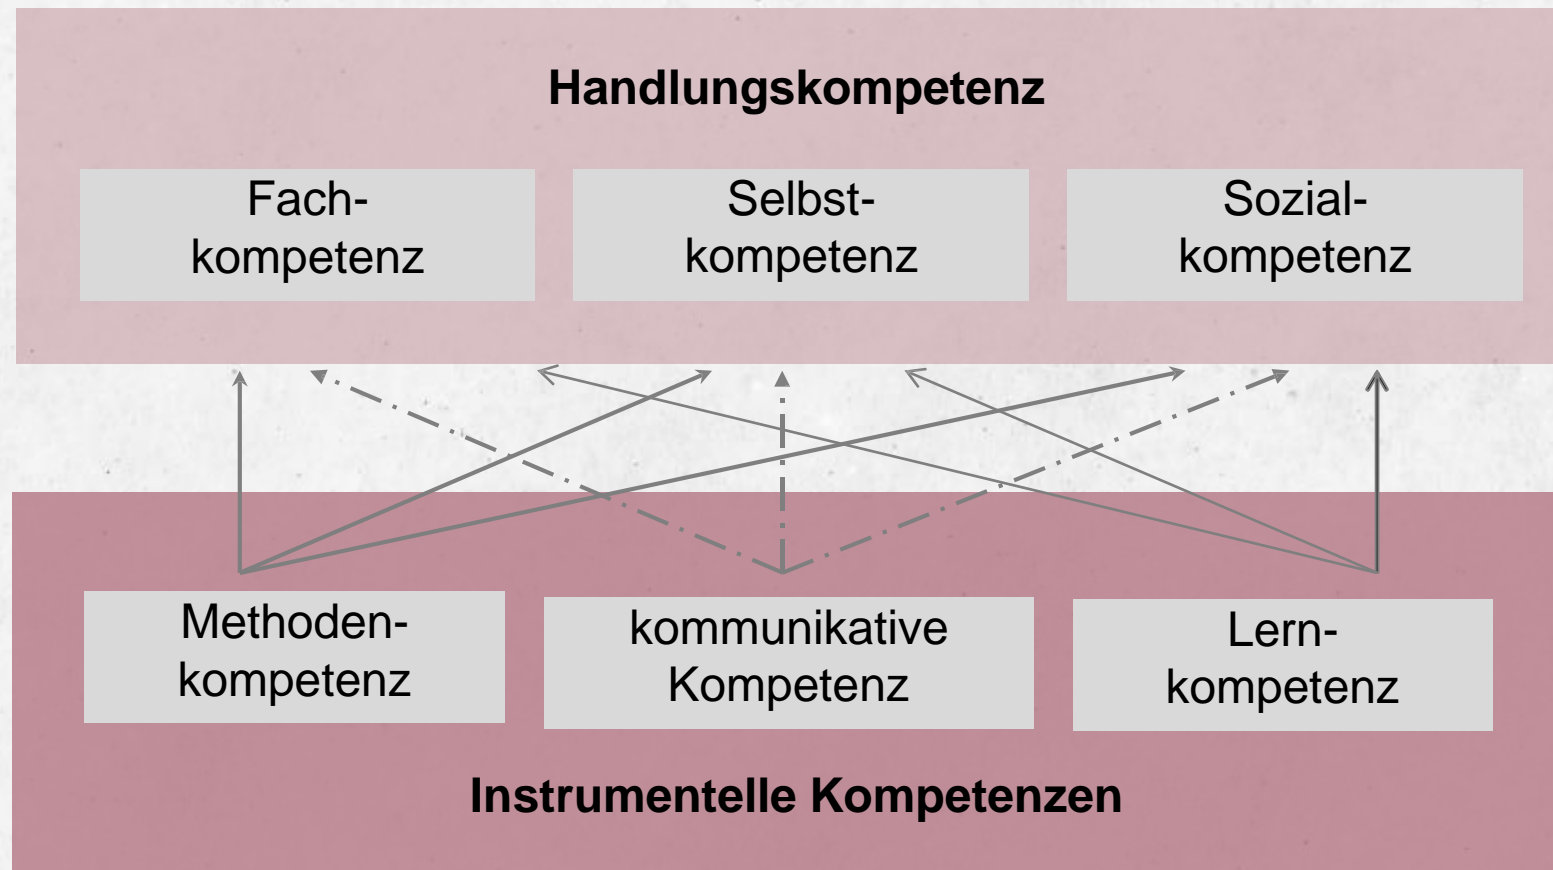 Handlungskompetenz
Fach-
kompetenz
Selbst-
kompetenz
Sozial-
kompetenz
Methoden-
kompetenz
kommunikative
Kompetenz
Lern-
kompetenz
Instrumentelle Kompetenzen